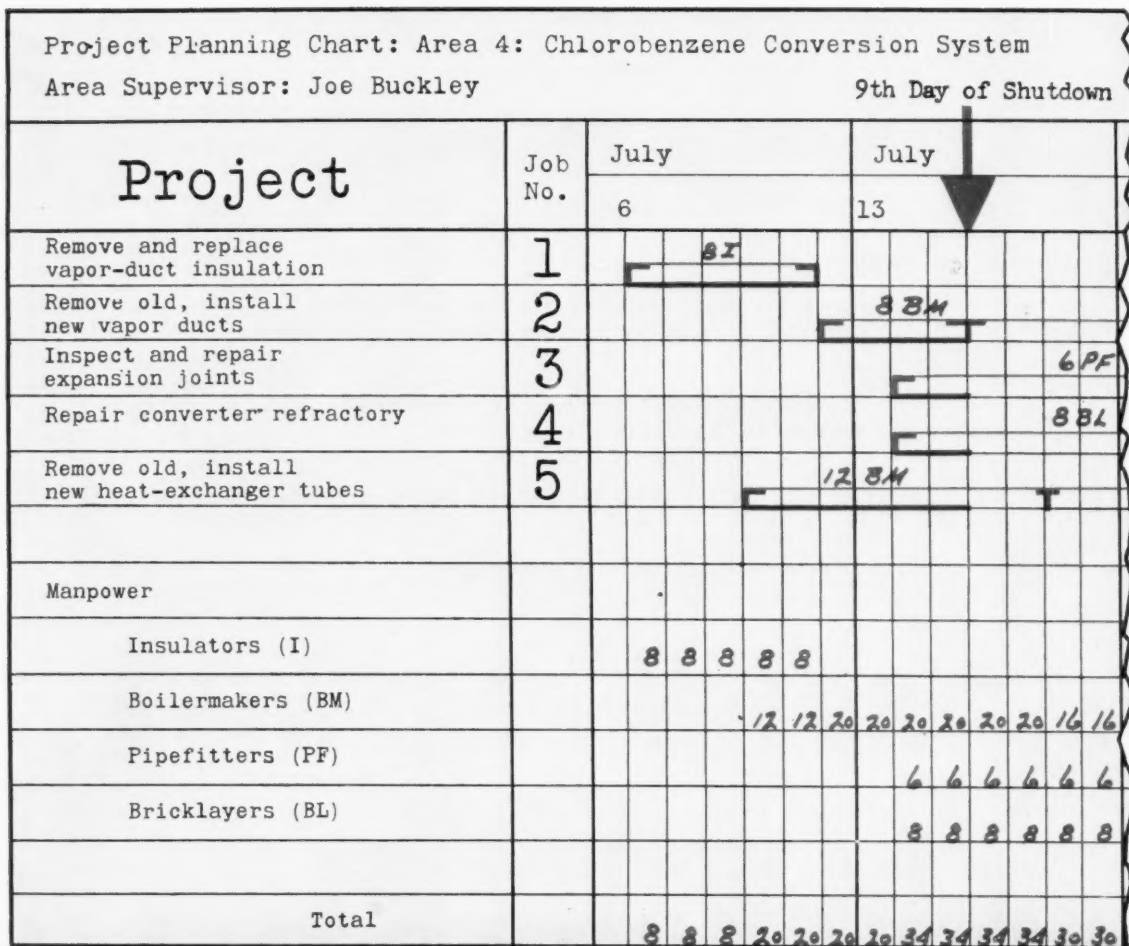 Project Planning Chart: Area 4: Chlorobenzene Conversion System
Area Supervisor: Joe Buckley
9th Day of Shutdown
Project
Job
No.
July
July
6
13
Remove and replace
vapor-duct insulation
1
8 I
Remove old, install
new vapor ducts
2
8 BM
Inspect and repair
expansion joints
3
6 PF
Repair converter refractory
4
8 BL
Remove old, install
new heat-exchanger tubes
5
12 BM
Manpower
Insulators (I)
8 8 8 8 8
Boilermakers (BM)
12 12 20 20 20 20 20 20 16 16
Pipefitters (PF)
6 6 6 6 6 6
Bricklayers (BL)
8 8 8 8 8 8
Total
8 8 8 20 20 20 20 34 34 34 34 30 30